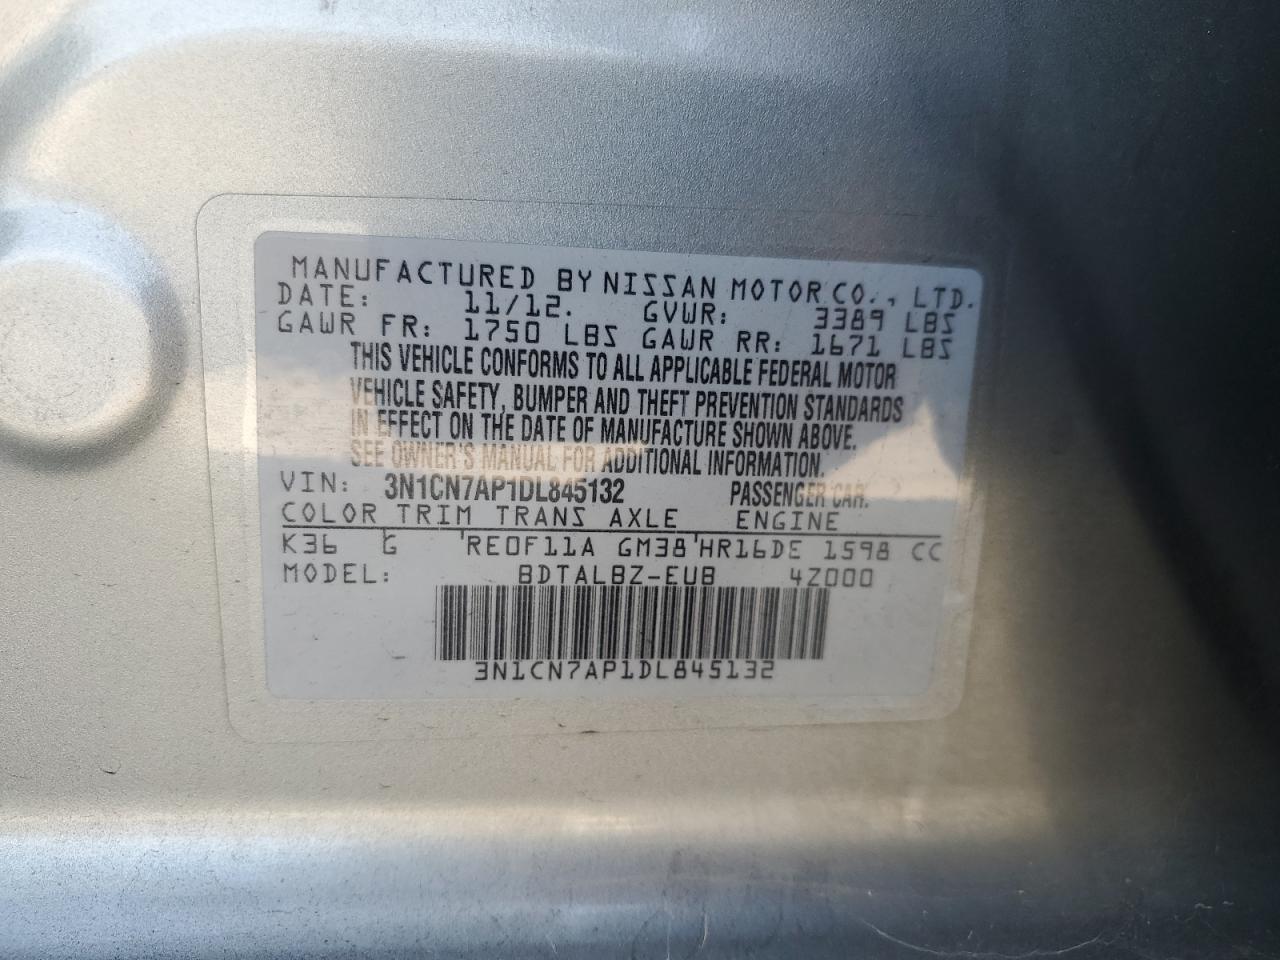 MANUFACTURED BY NISSAN MOTOR CO., LTD.
DATE: 11/12. GVWR: 3389 LBS
GAWR FR: 1750 LBS GAWR RR: 1671 LBS
THIS VEHICLE CONFORMS TO ALL APPLICABLE FEDERAL MOTOR
VEHICLE SAFETY, BUMPER AND THEFT PREVENTION STANDARDS
IN EFFECT ON THE DATE OF MANUFACTURE SHOWN ABOVE.
SEE OWNER'S MANUAL FOR ADDITIONAL INFORMATION.
VIN: 3N1CN7AP1DL845132 PASSENGER CAR.
COLOR TRIM TRANS AXLE ENGINE
K36 G RE0F11A GM38 HR16DE 1598 CC
MODEL: BDTALBZ-EUB 4Z000
3N1CN7AP1DL845132